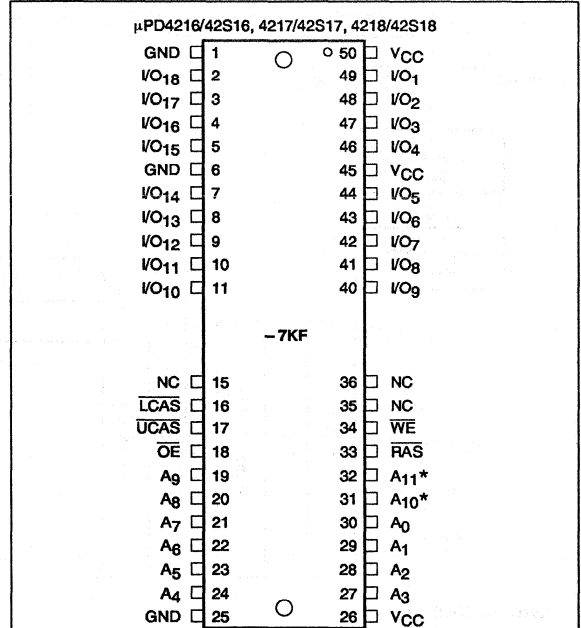 μPD4216/42S16, 4217/42S17, 4218/42S18
GND 1 50 VCC
I/O18 2 49 I/O1
I/O17 3 48 I/O2
I/O16 4 47 I/O3
I/O15 5 46 I/O4
GND 6 45 VCC
I/O14 7 44 I/O5
I/O13 8 43 I/O6
I/O12 9 42 I/O7
I/O11 10 41 I/O8
I/O10 11 40 I/O9
–7KF
NC 15 36 NC
LCAS 16 35 NC
UCAS 17 34 WE
OE 18 33 RAS
A9 19 32 A11*
A8 20 31 A10*
A7 21 30 A0
A6 22 29 A1
A5 23 28 A2
A4 24 27 A3
GND 25 26 VCC